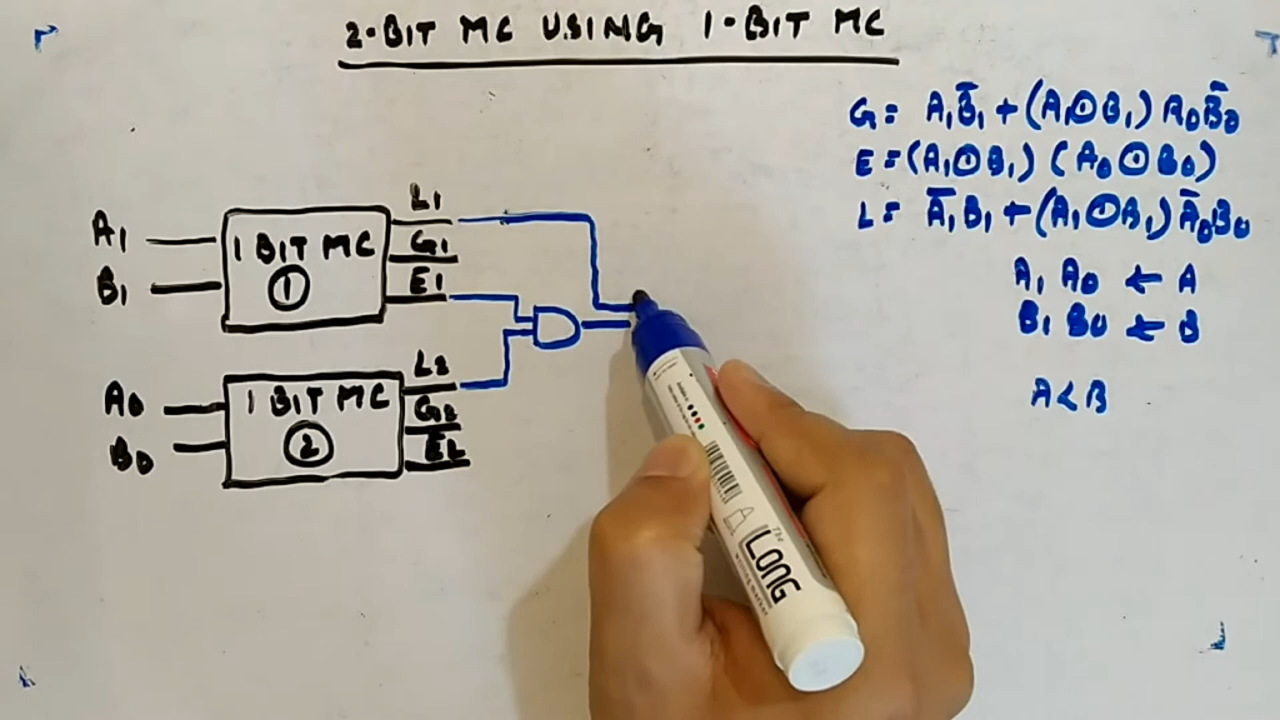 2·BIT MC USING 1·BIT MC
G = A₁B̄₁ + (A₁⊙B₁) A₀B̄₀
E = (A₁⊙B₁) (A₀⊙B₀)
L = Ā₁B₁ + (A₁⊙B₁) Ā₀B₀
A₁ A₀ ← A
B₁ B₀ ← B
A<B
A₁
B₁
1 BIT MC
①
L₁
G₁
E₁
A₀
B₀
1 BIT MC
②
L₂
G₂
E₂
The
LONG